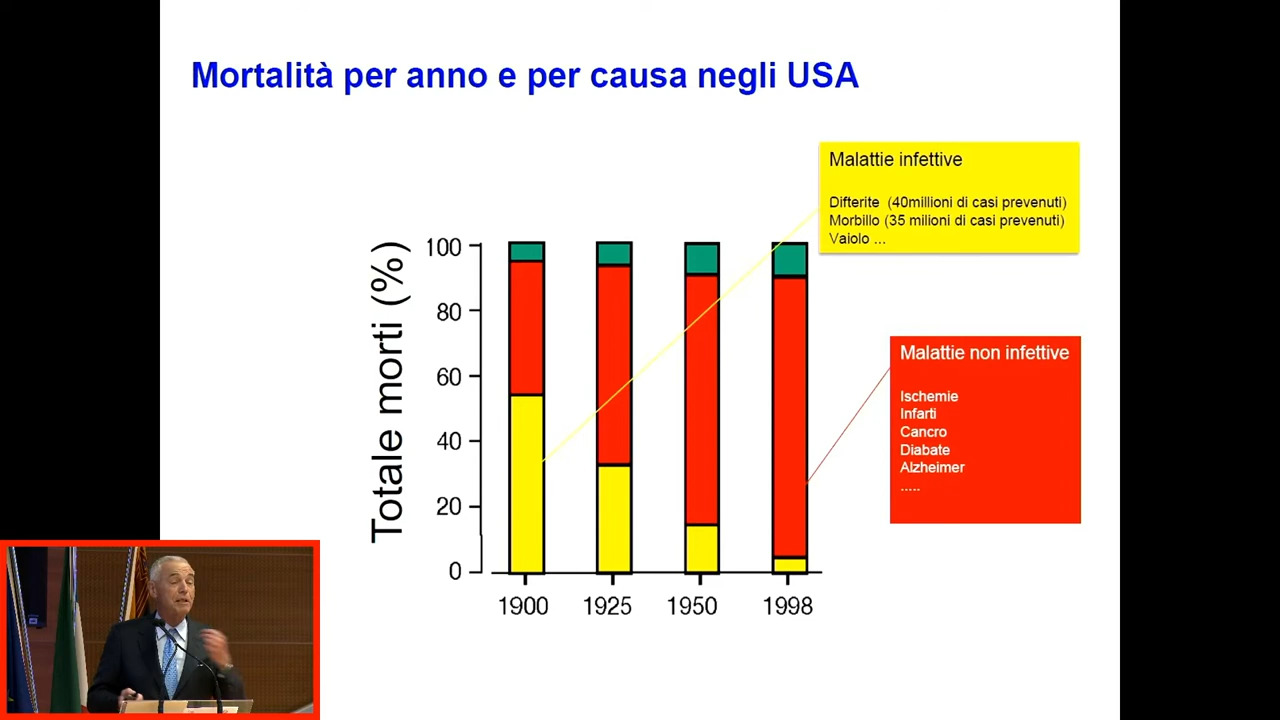 Mortalità per anno e per causa negli USA
Malattie infettive
Difterite (40millioni di casi prevenuti)
Morbillo (35 milioni di casi prevenuti)
Vaiolo ...
Totale morti (%)
100
80
60
40
20
0
1900 1925 1950 1998
Malattie non infettive
Ischemie
Infarti
Cancro
Diabate
Alzheimer
.....